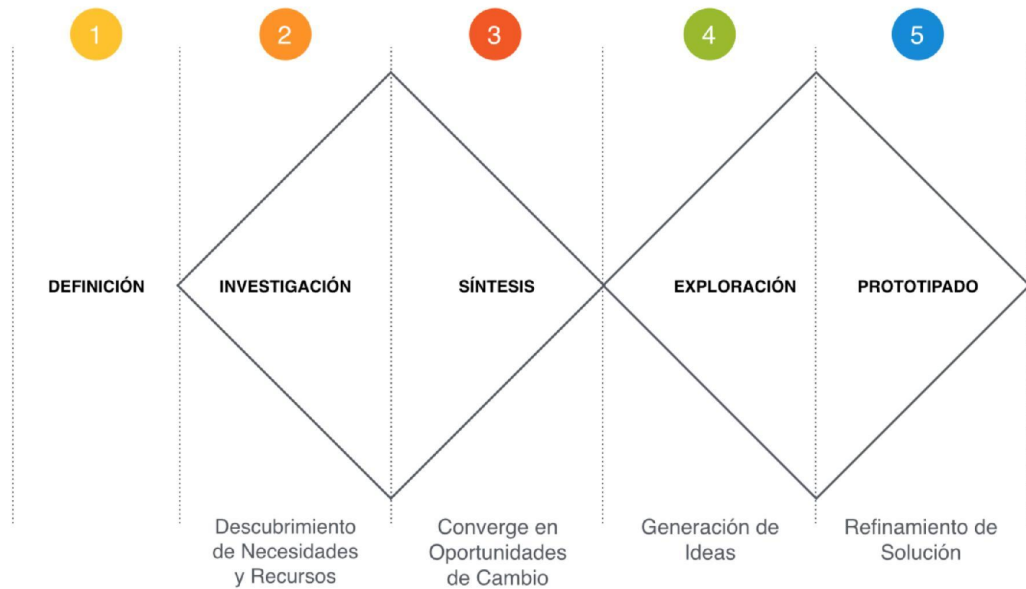 1
2
3
4
5
DEFINICIÓN
INVESTIGACIÓN
SÍNTESIS
EXPLORACIÓN
PROTOTIPADO
Descubrimiento
de Necesidades
y Recursos
Converge en
Oportunidades
de Cambio
Generación de
Ideas
Refinamiento de
Solución